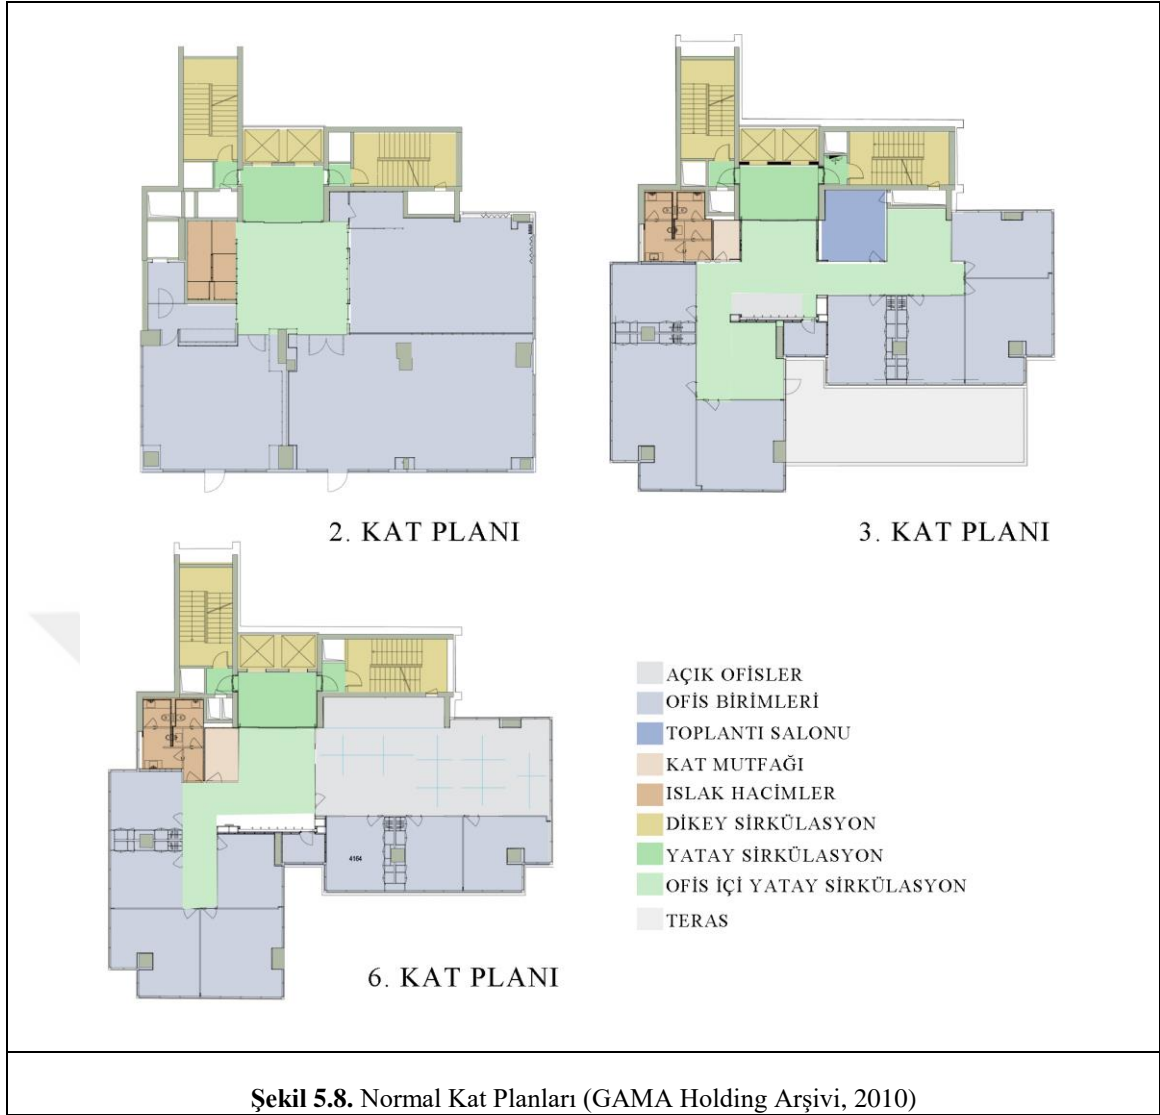 2. KAT PLANI
3. KAT PLANI
4164
6. KAT PLANI
AÇIK OFİSLER
OFİS BİRİMLERİ
TOPLANTI SALONU
KAT MUTFAĞI
ISLAK HACİMLER
DİKEY SİRKÜLASYON
YATAY SİRKÜLASYON
OFİS İÇİ YATAY SİRKÜLASYON
TERAS
Şekil 5.8. Normal Kat Planları (GAMA Holding Arşivi, 2010)